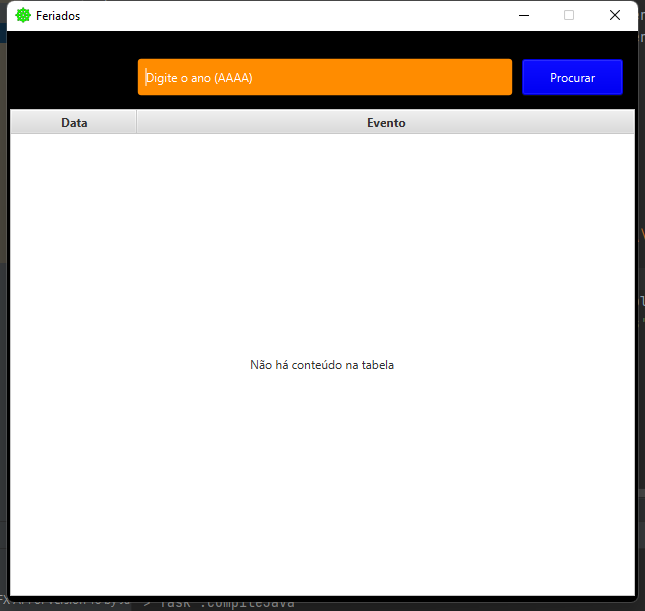 Feriados
Digite o ano (AAAA)
Procurar
Data Evento
Não há conteúdo na tabela
> Task :compileJava